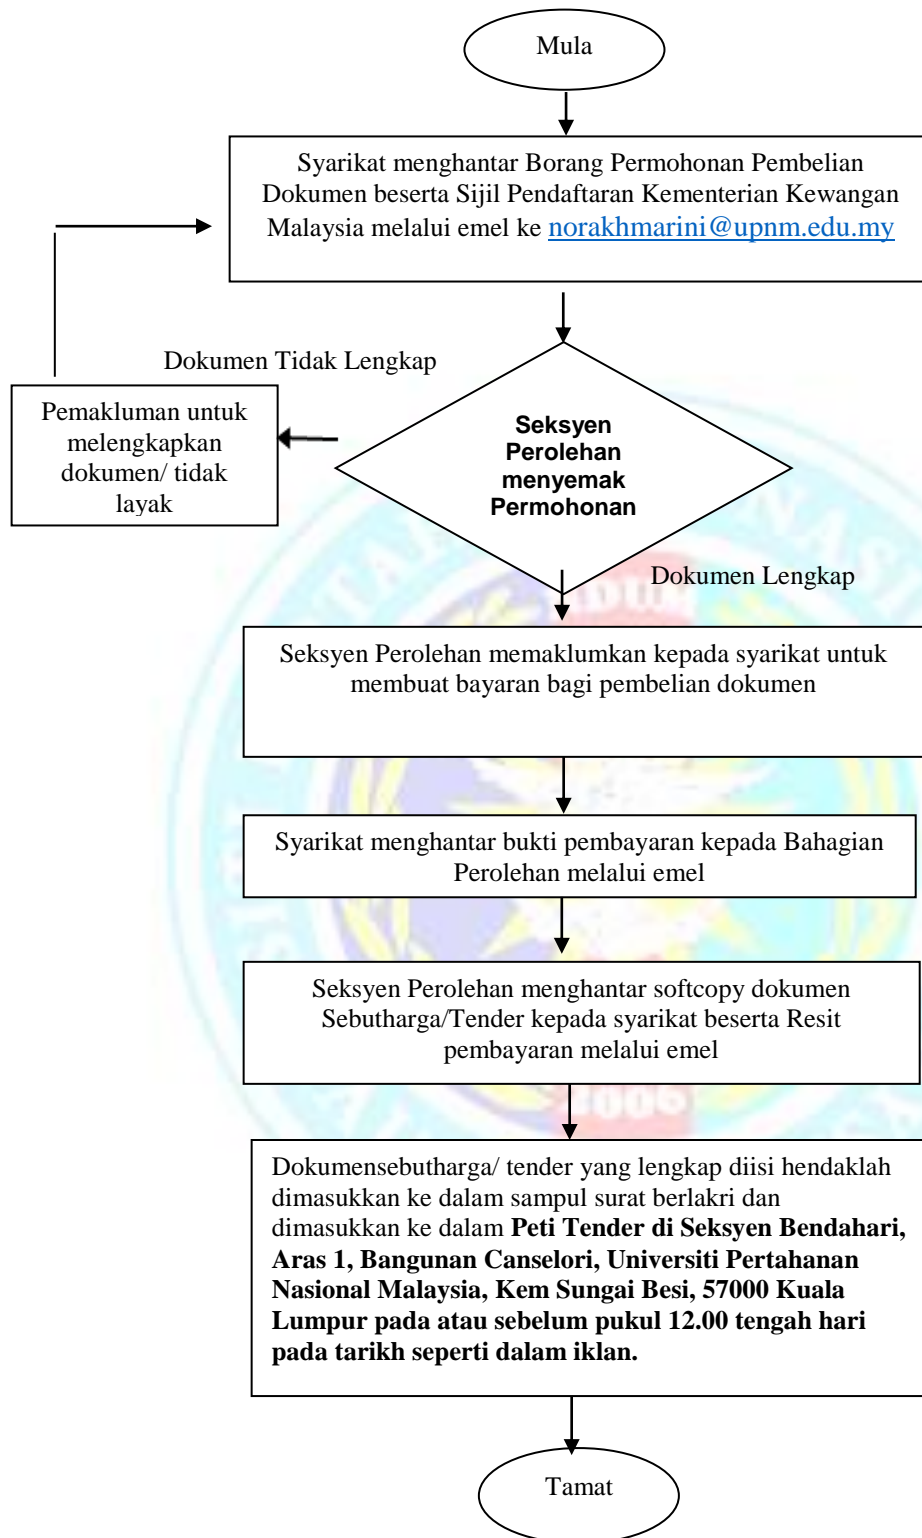 Mula
Syarikat menghantar Borang Permohonan Pembelian
Dokumen beserta Sijil Pendaftaran Kementerian Kewangan
Malaysia melalui emel ke norakhmarini@upnm.edu.my
Dokumen Tidak Lengkap
Pemakluman untuk
melengkapkan
dokumen/ tidak
layak
Seksyen
Perolehan
menyemak
Permohonan
Dokumen Lengkap
Seksyen Perolehan memaklumkan kepada syarikat untuk
membuat bayaran bagi pembelian dokumen
Syarikat menghantar bukti pembayaran kepada Bahagian
Perolehan melalui emel
Seksyen Perolehan menghantar softcopy dokumen
Sebutharga/Tender kepada syarikat beserta Resit
pembayaran melalui emel
2006
Dokumensebutharga/ tender yang lengkap diisi hendaklah
dimasukkan ke dalam sampul surat berlakri dan
dimasukkan ke dalam Peti Tender di Seksyen Bendahari,
Aras 1, Bangunan Canselori, Universiti Pertahanan
Nasional Malaysia, Kem Sungai Besi, 57000 Kuala
Lumpur pada atau sebelum pukul 12.00 tengah hari
pada tarikh seperti dalam iklan.
Tamat